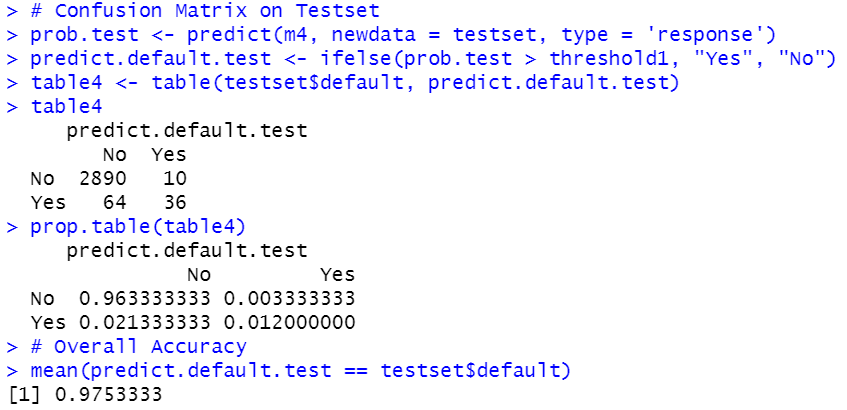 > # Confusion Matrix on Testset
> prob.test <- predict(m4, newdata = testset, type = 'response')
> predict.default.test <- ifelse(prob.test > threshold1, "Yes", "No")
> table4 <- table(testset$default, predict.default.test)
> table4
     predict.default.test
        No  Yes
  No  2890   10
  Yes   64   36
> prop.table(table4)
     predict.default.test
               No         Yes
  No  0.963333333 0.003333333
  Yes 0.021333333 0.012000000
> # Overall Accuracy
> mean(predict.default.test == testset$default)
[1] 0.9753333